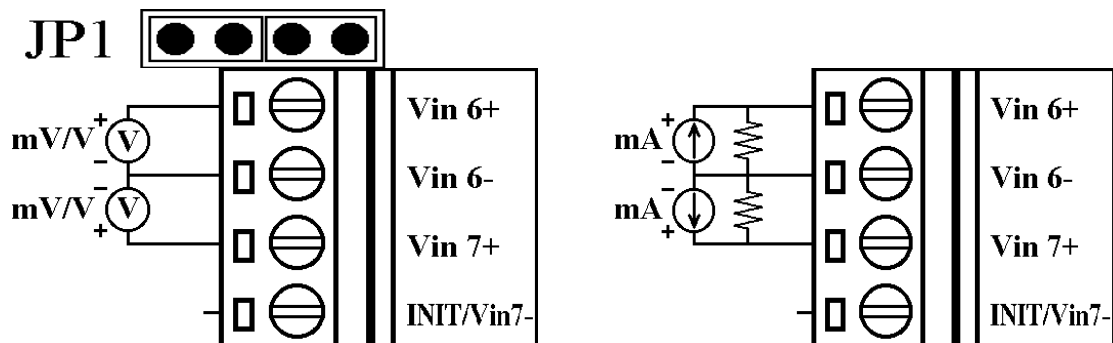 JP1
Vin 6+
+
mV/V V
−
Vin 6-
−
mV/V V
+
Vin 7+
INIT/Vin7-
Vin 6+
+
mA
−
Vin 6-
−
mA
+
Vin 7+
INIT/Vin7-